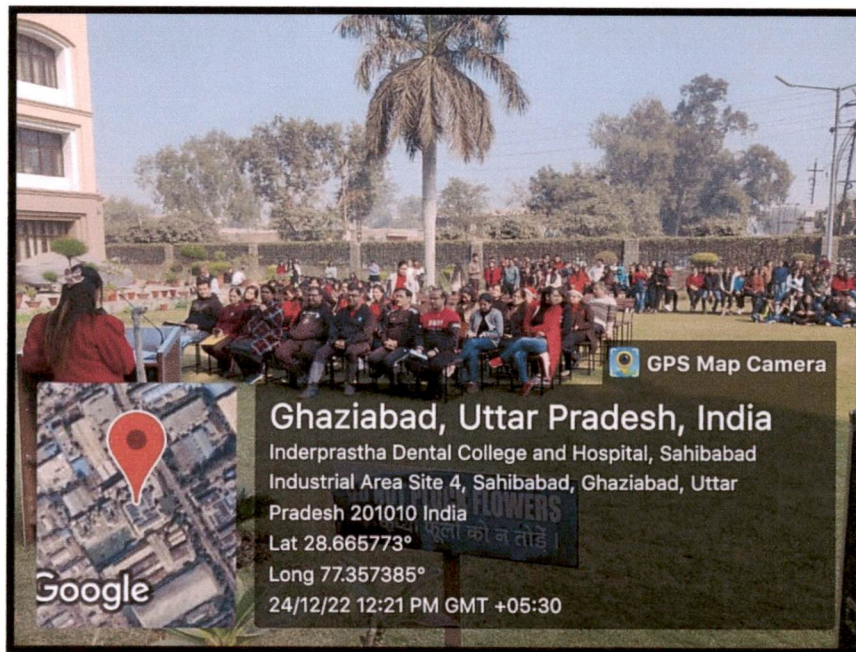 GPS Map Camera
Ghaziabad, Uttar Pradesh, India
Inderprastha Dental College and Hospital, Sahibabad
Industrial Area Site 4, Sahibabad, Ghaziabad, Uttar
Pradesh 201010 India
Lat 28.665773°
Long 77.357385°
24/12/22 12:21 PM GMT +05:30
Google
FLOWERS
फूलों को न तोड़ें।